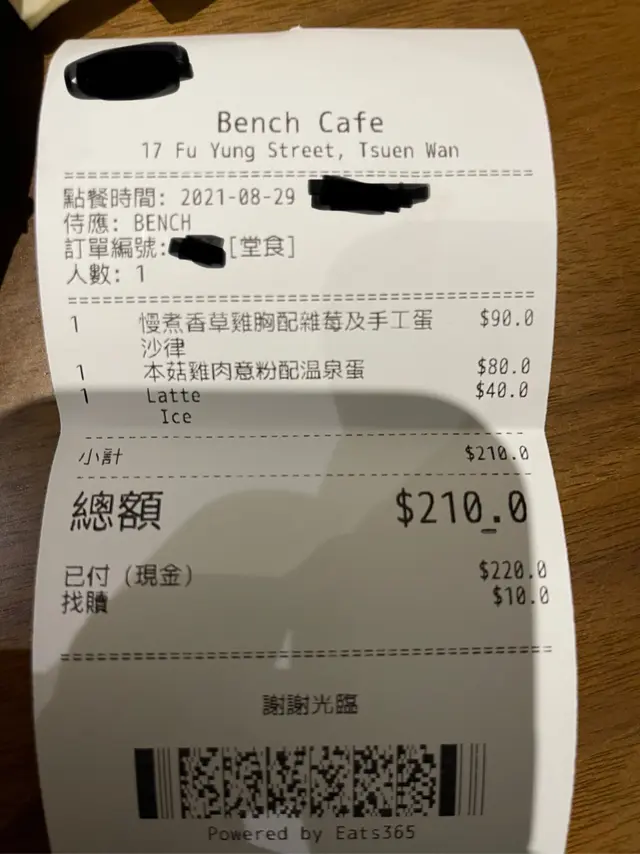 Bench Cafe
17 Fu Yung Street, Tsuen Wan
點餐時間: 2021-08-29
侍應: BENCH
訂單編號: [堂食]
人數: 1
1 慢煮香草雞胸配雜莓及手工蛋 $90.0
沙律
1 本菇雞肉意粉配温泉蛋 $80.0
1 Latte $40.0
Ice
小計 $210.0
總額 $210.0
已付 (現金) $220.0
找贖 $10.0
謝謝光臨
Powered by Eats365